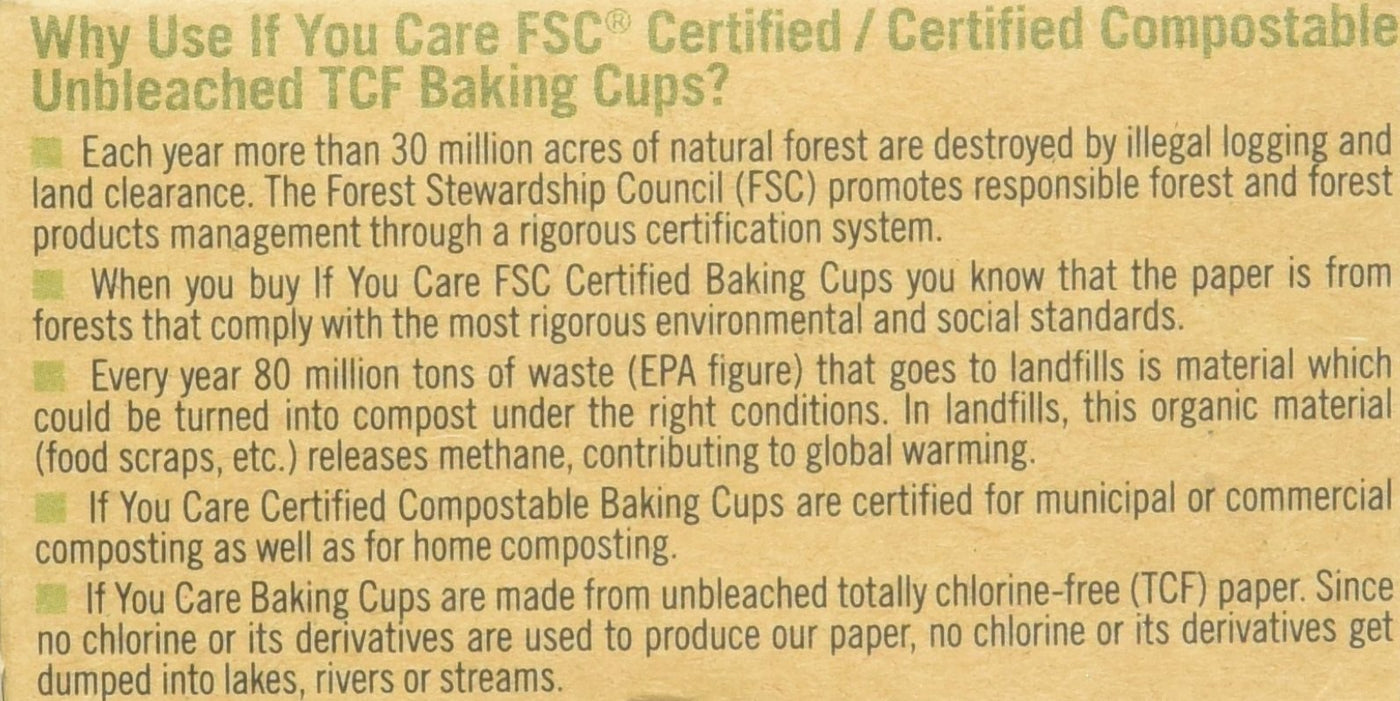 Why Use If You Care FSC® Certified / Certified Compostable
Unbleached TCF Baking Cups?
Each year more than 30 million acres of natural forest are destroyed by illegal logging and
land clearance. The Forest Stewardship Council (FSC) promotes responsible forest and forest
products management through a rigorous certification system.
When you buy If You Care FSC Certified Baking Cups you know that the paper is from
forests that comply with the most rigorous environmental and social standards.
Every year 80 million tons of waste (EPA figure) that goes to landfills is material which
could be turned into compost under the right conditions. In landfills, this organic material
(food scraps, etc.) releases methane, contributing to global warming.
If You Care Certified Compostable Baking Cups are certified for municipal or commercial
composting as well as for home composting.
If You Care Baking Cups are made from unbleached totally chlorine-free (TCF) paper. Since
no chlorine or its derivatives are used to produce our paper, no chlorine or its derivatives get
dumped into lakes, rivers or streams.